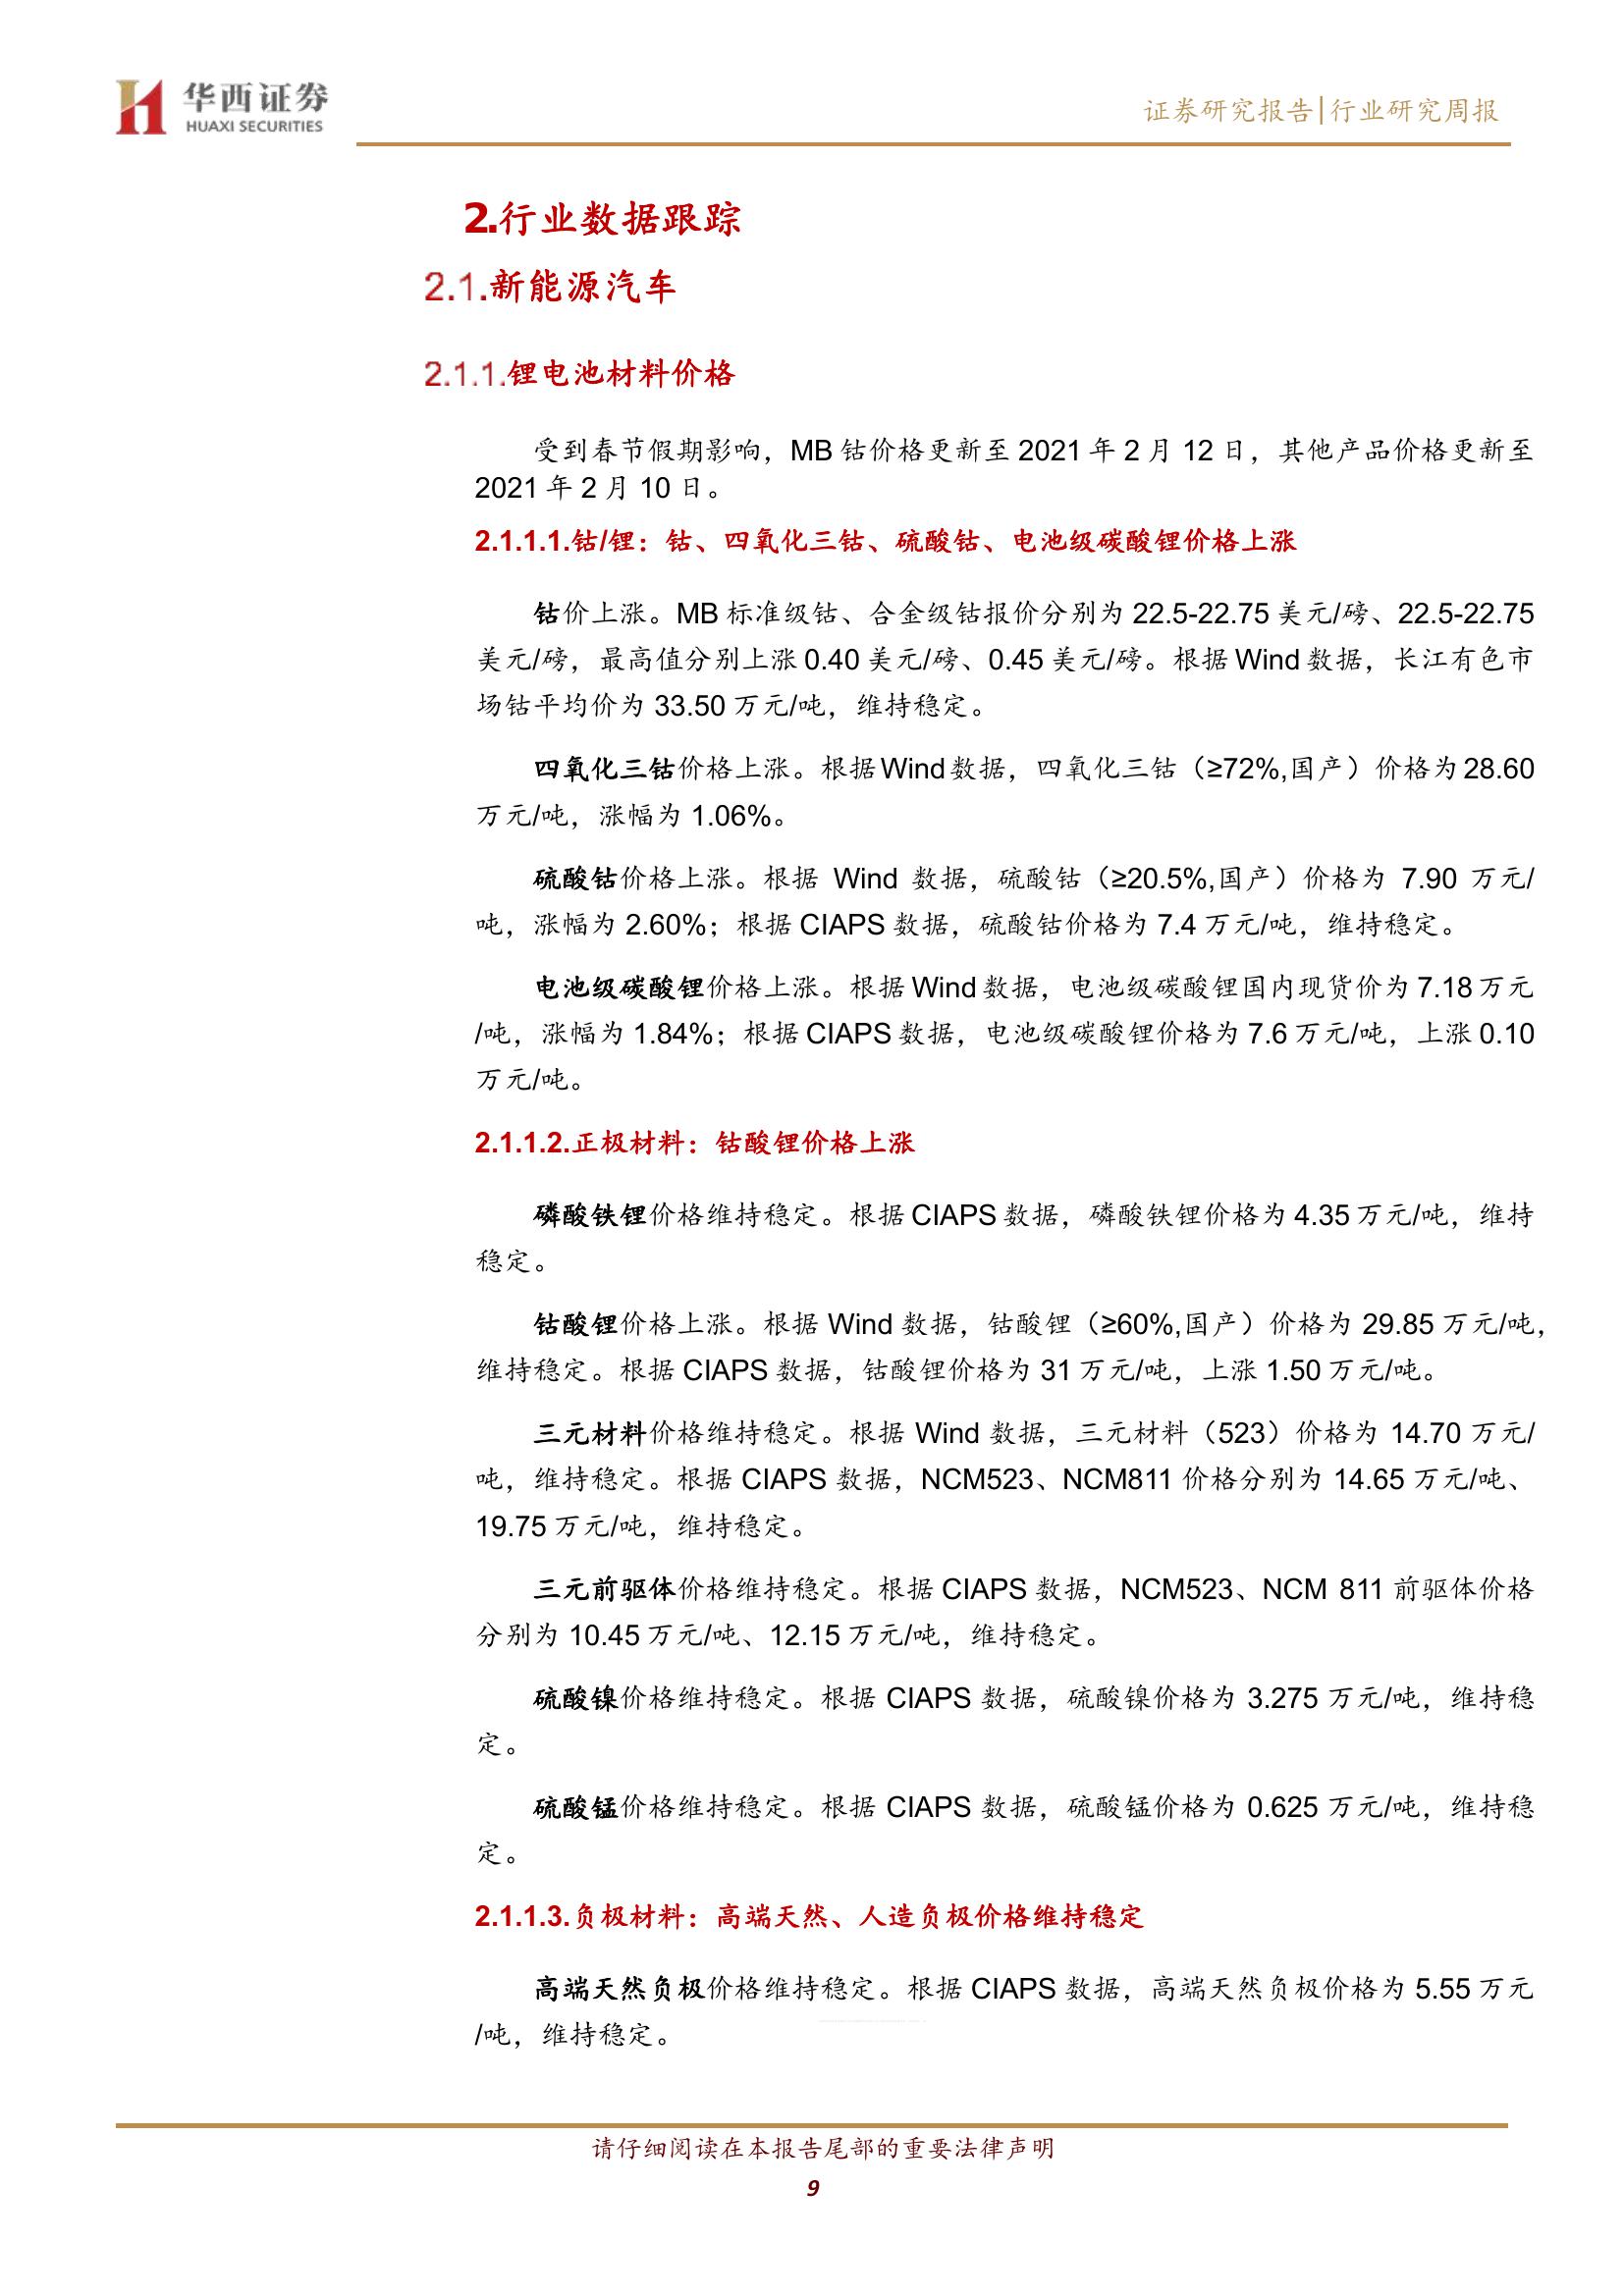 华西证券
HUAXI SECURITIES
证券研究报告|行业研究周报
2.行业数据跟踪
2.1.新能源汽车
2.1.1.锂电池材料价格
受到春节假期影响，MB 钴价格更新至 2021 年 2 月 12 日，其他产品价格更新至
2021 年 2 月 10 日。
2.1.1.1.钴/锂：钴、四氧化三钴、硫酸钴、电池级碳酸锂价格上涨
钴价上涨。MB 标准级钴、合金级钴报价分别为 22.5-22.75 美元/磅、22.5-22.75
美元/磅，最高值分别上涨 0.40 美元/磅、0.45 美元/磅。根据 Wind 数据，长江有色市
场钴平均价为 33.50 万元/吨，维持稳定。
四氧化三钴价格上涨。根据 Wind 数据，四氧化三钴（≥72%,国产）价格为 28.60
万元/吨，涨幅为 1.06%。
硫酸钴价格上涨。根据 Wind 数据，硫酸钴（≥20.5%,国产）价格为 7.90 万元/
吨，涨幅为 2.60%；根据 CIAPS 数据，硫酸钴价格为 7.4 万元/吨，维持稳定。
电池级碳酸锂价格上涨。根据 Wind 数据，电池级碳酸锂国内现货价为 7.18 万元
/吨，涨幅为 1.84%；根据 CIAPS 数据，电池级碳酸锂价格为 7.6 万元/吨，上涨 0.10
万元/吨。
2.1.1.2.正极材料：钴酸锂价格上涨
磷酸铁锂价格维持稳定。根据 CIAPS 数据，磷酸铁锂价格为 4.35 万元/吨，维持
稳定。
钴酸锂价格上涨。根据 Wind 数据，钴酸锂（≥60%,国产）价格为 29.85 万元/吨，
维持稳定。根据 CIAPS 数据，钴酸锂价格为 31 万元/吨，上涨 1.50 万元/吨。
三元材料价格维持稳定。根据 Wind 数据，三元材料（523）价格为 14.70 万元/
吨，维持稳定。根据 CIAPS 数据，NCM523、NCM811 价格分别为 14.65 万元/吨、
19.75 万元/吨，维持稳定。
三元前驱体价格维持稳定。根据 CIAPS 数据，NCM523、NCM 811 前驱体价格
分别为 10.45 万元/吨、12.15 万元/吨，维持稳定。
硫酸镍价格维持稳定。根据 CIAPS 数据，硫酸镍价格为 3.275 万元/吨，维持稳
定。
硫酸锰价格维持稳定。根据 CIAPS 数据，硫酸锰价格为 0.625 万元/吨，维持稳
定。
2.1.1.3.负极材料：高端天然、人造负极价格维持稳定
高端天然负极价格维持稳定。根据 CIAPS 数据，高端天然负极价格为 5.55 万元
/吨，维持稳定。
请仔细阅读在本报告尾部的重要法律声明
9